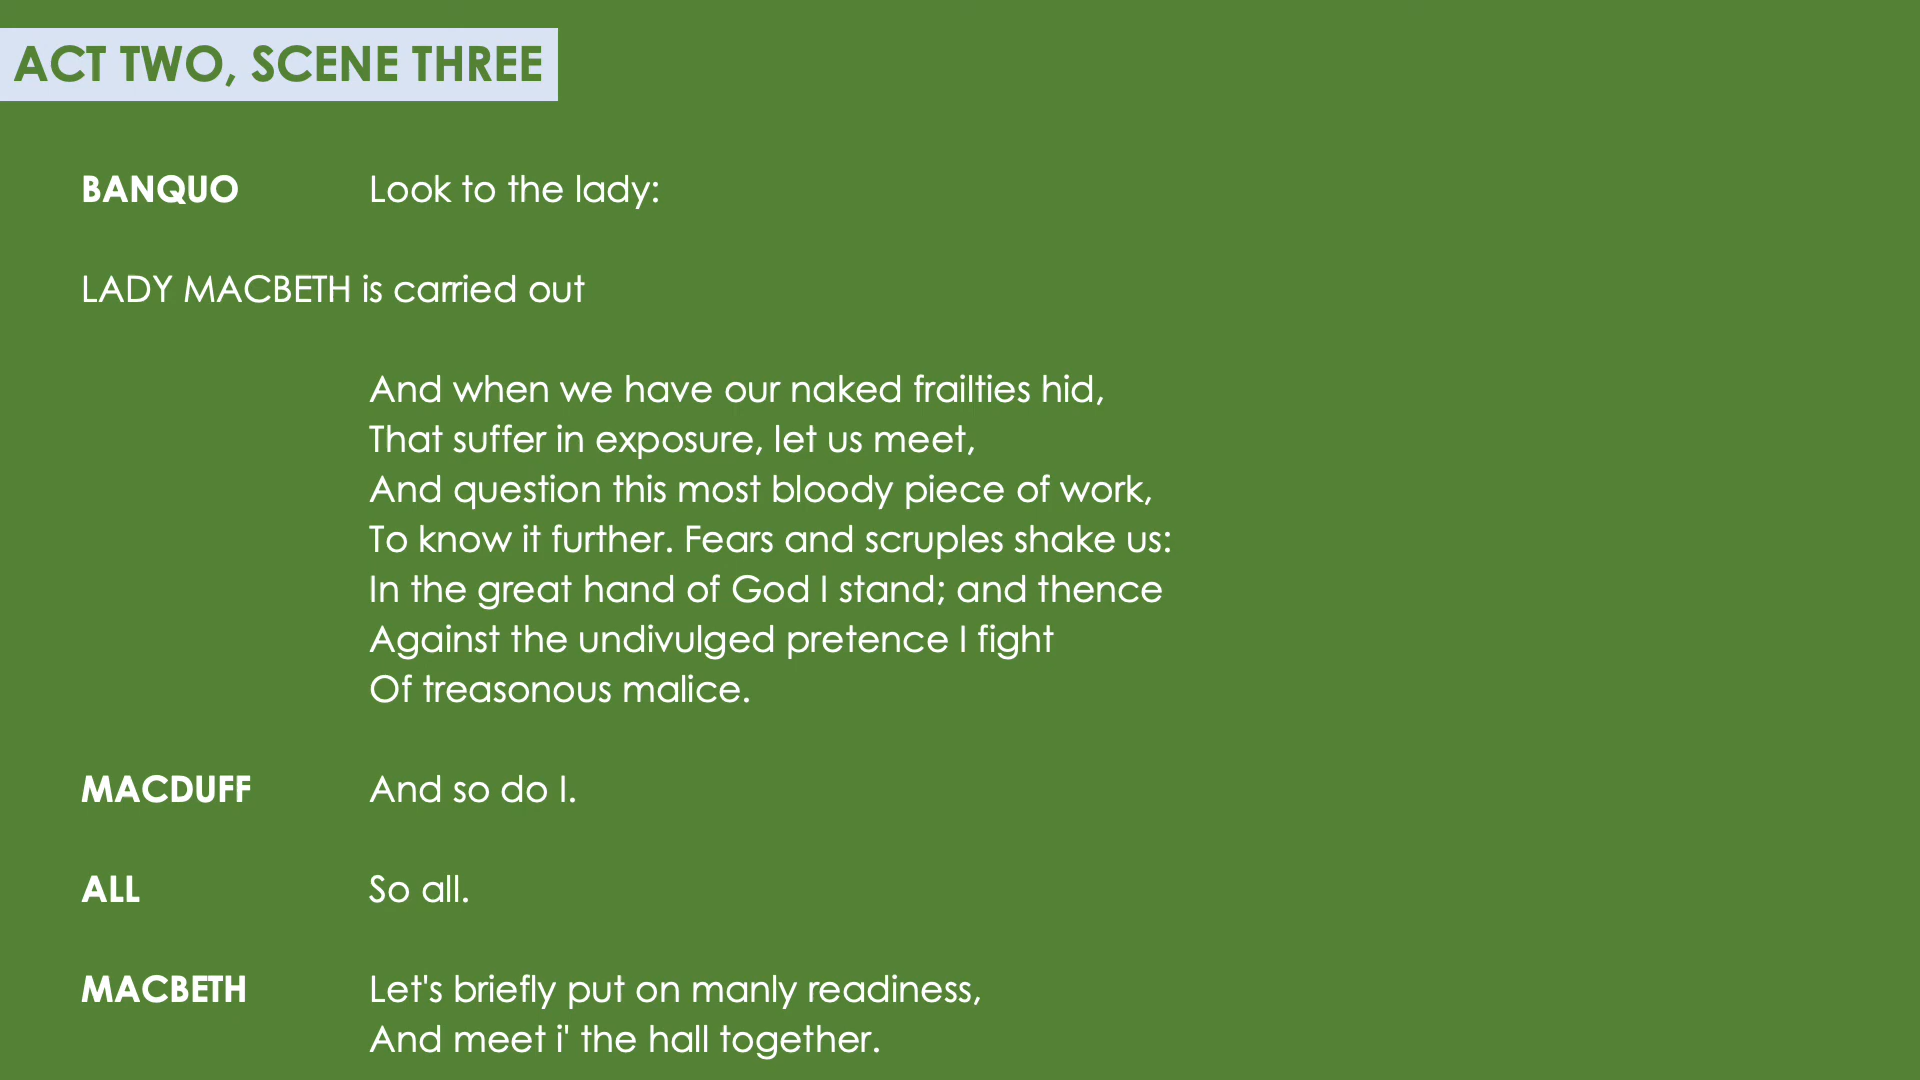 ACT TWO, SCENE THREE
BANQUO Look to the lady:
LADY MACBETH is carried out
And when we have our naked frailties hid,
That suffer in exposure, let us meet,
And question this most bloody piece of work,
To know it further. Fears and scruples shake us:
In the great hand of God I stand; and thence
Against the undivulged pretence I fight
Of treasonous malice.
MACDUFF And so do I.
ALL So all.
MACBETH Let's briefly put on manly readiness,
And meet i' the hall together.